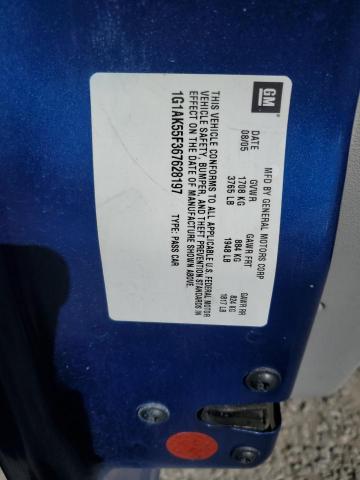 GM
MFD BY GENERAL MOTORS CORP
DATE GVWR GAWR FRT GAWR RR
08/05 1708 KG 884 KG 824 KG
3765 LB 1948 LB 1817 LB
THIS VEHICLE CONFORMS TO ALL APPLICABLE U.S. FEDERAL MOTOR
VEHICLE SAFETY, BUMPER, AND THEFT PREVENTION STANDARDS IN
EFFECT ON THE DATE OF MANUFACTURE SHOWN ABOVE.
1G1AK55F367628197 TYPE: PASS CAR